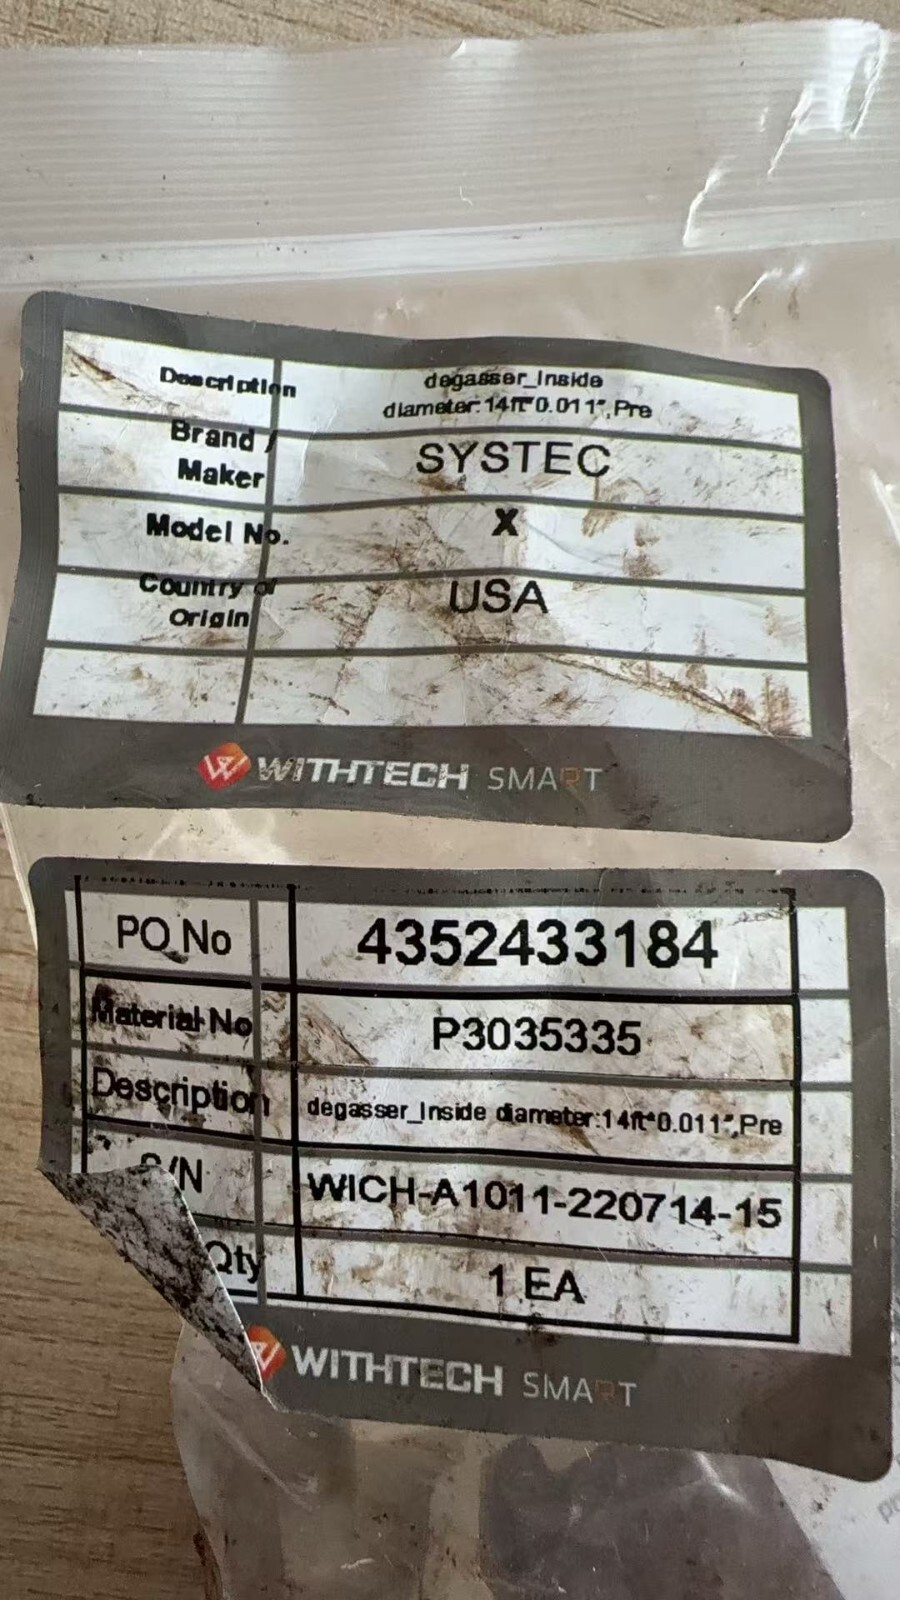 Description
degasser_Inside
diameter:14ft*0.011",Pre
Brand /
Maker
SYSTEC
Model No.
X
Country of
Origin
USA
WITHTECH SMART
PO No
4352433184
Material No
P3035335
Description
degasser_Inside diameter:14ft*0.011",Pre
S/N
WICH-A1011-220714-15
Qty
1 EA
WITHTECH SMART